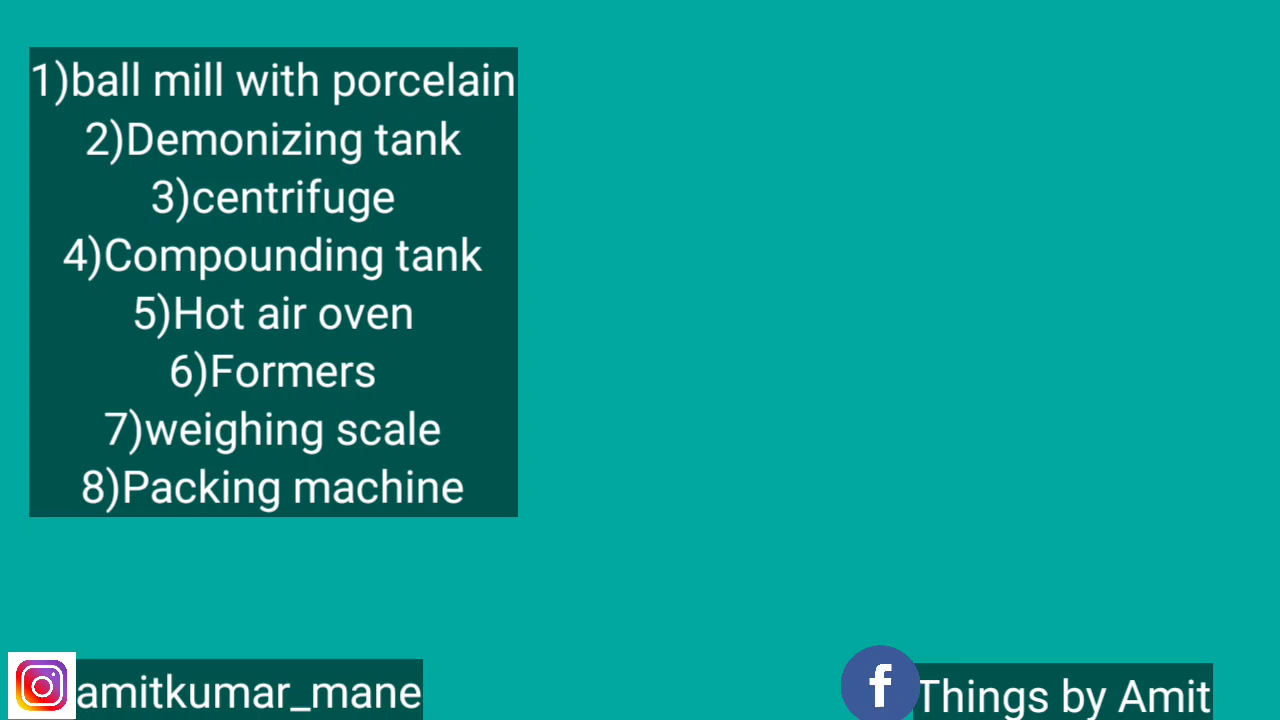 1)ball mill with porcelain
2)Demonizing tank
3)centrifuge
4)Compounding tank
5)Hot air oven
6)Formers
7)weighing scale
8)Packing machine
amitkumar_mane
f
Things by Amit